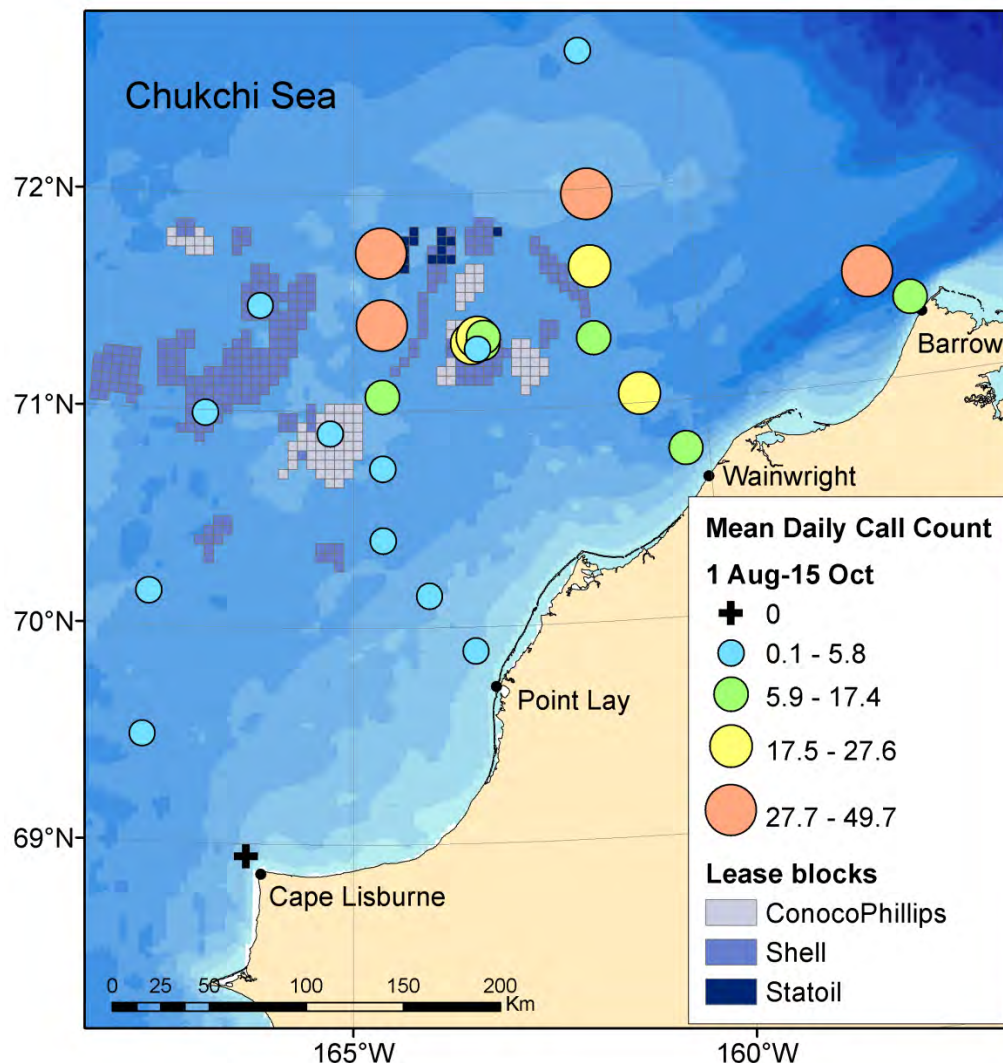 Chukchi Sea
72°N
71°N
70°N
69°N
165°W
160°W
Barrow
Wainwright
Point Lay
Cape Lisburne
0 50 100 150 200
Km
Mean Daily Call Count
1 Aug-15 Oct
0
0.1 - 5.8
5.9 - 17.4
17.5 - 27.6
27.7 - 49.7
Lease blocks
ConocoPhillips
Shell
Statoil